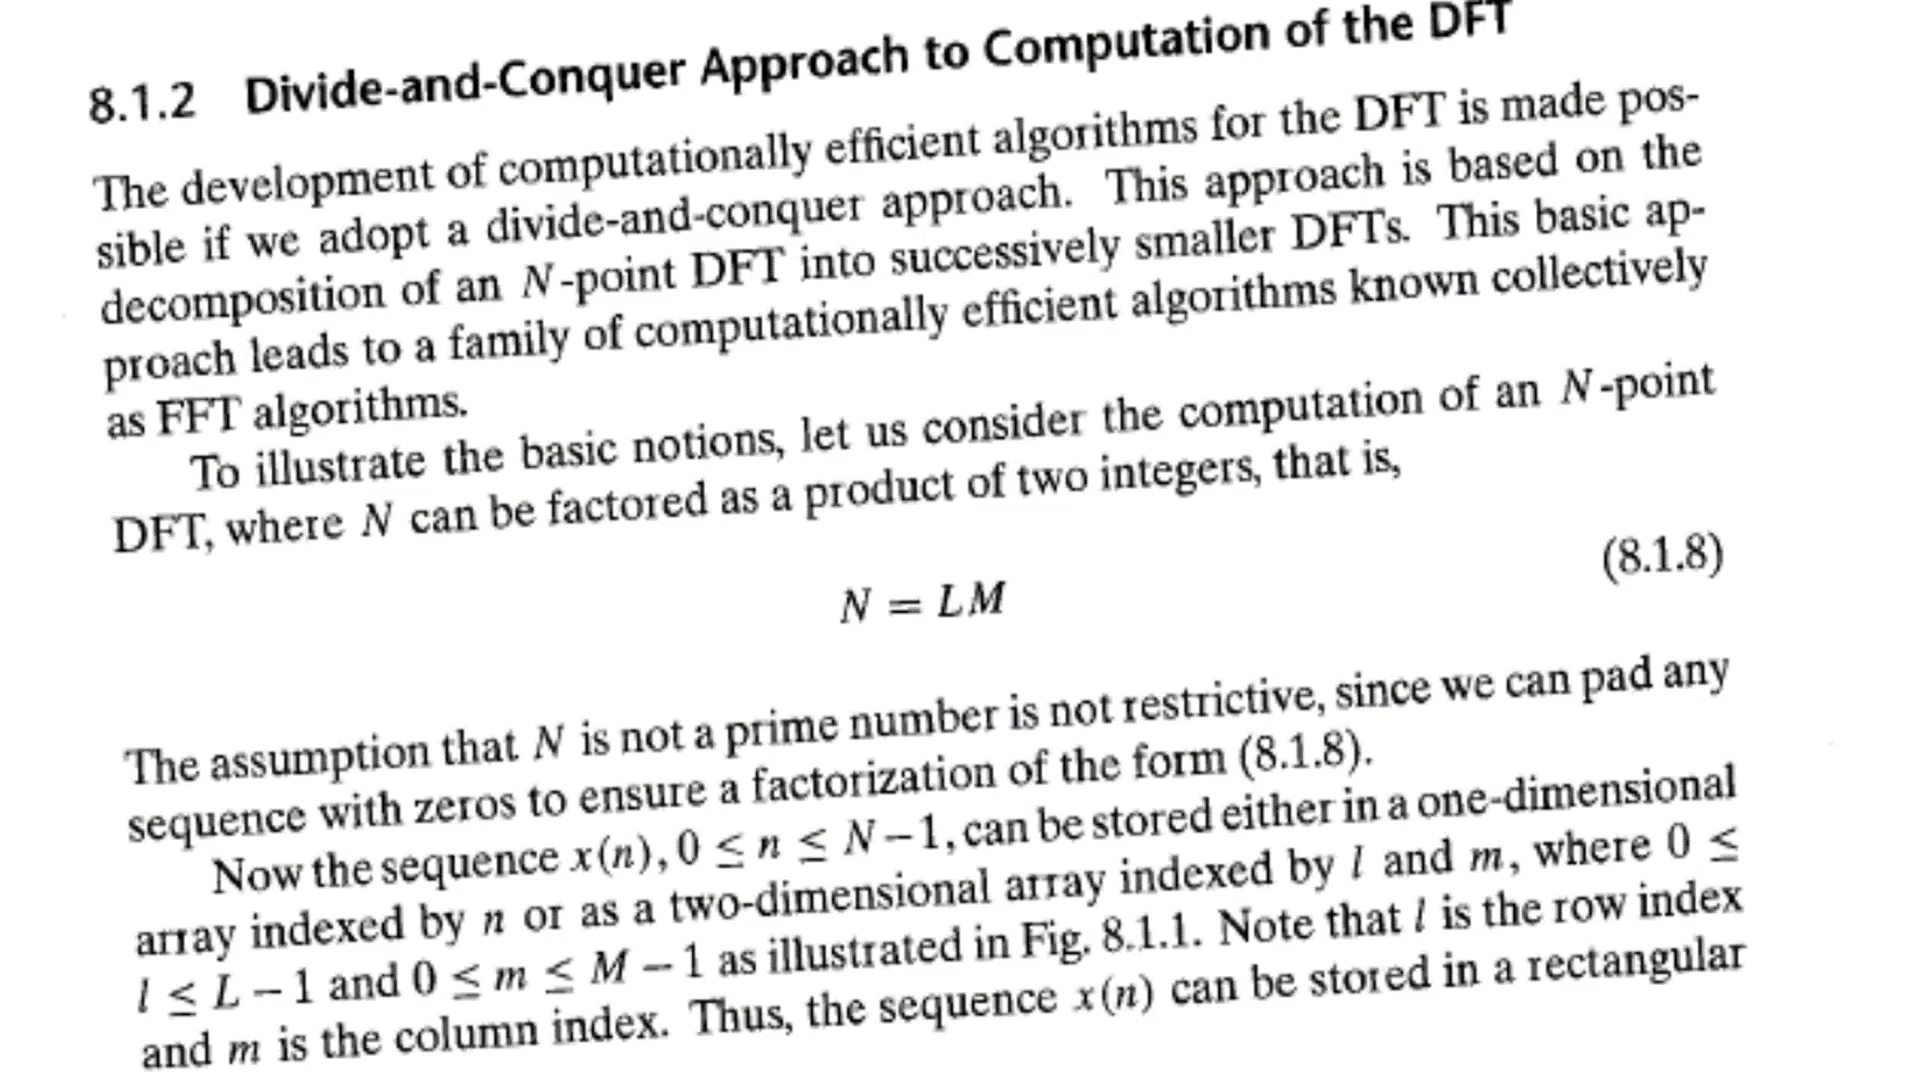 8.1.2 Divide-and-Conquer Approach to Computation of the DFT
The development of computationally efficient algorithms for the DFT is made pos-
sible if we adopt a divide-and-conquer approach. This approach is based on the
decomposition of an N-point DFT into successively smaller DFTs. This basic ap-
proach leads to a family of computationally efficient algorithms known collectively
as FFT algorithms.
To illustrate the basic notions, let us consider the computation of an N-point
DFT, where N can be factored as a product of two integers, that is,
N = LM (8.1.8)
The assumption that N is not a prime number is not restrictive, since we can pad any
sequence with zeros to ensure a factorization of the form (8.1.8).
Now the sequence x(n), 0 ≤ n ≤ N − 1, can be stored either in a one-dimensional
array indexed by n or as a two-dimensional array indexed by l and m, where 0 ≤
l ≤ L − 1 and 0 ≤ m ≤ M − 1 as illustrated in Fig. 8.1.1. Note that l is the row index
and m is the column index. Thus, the sequence x(n) can be stored in a rectangular